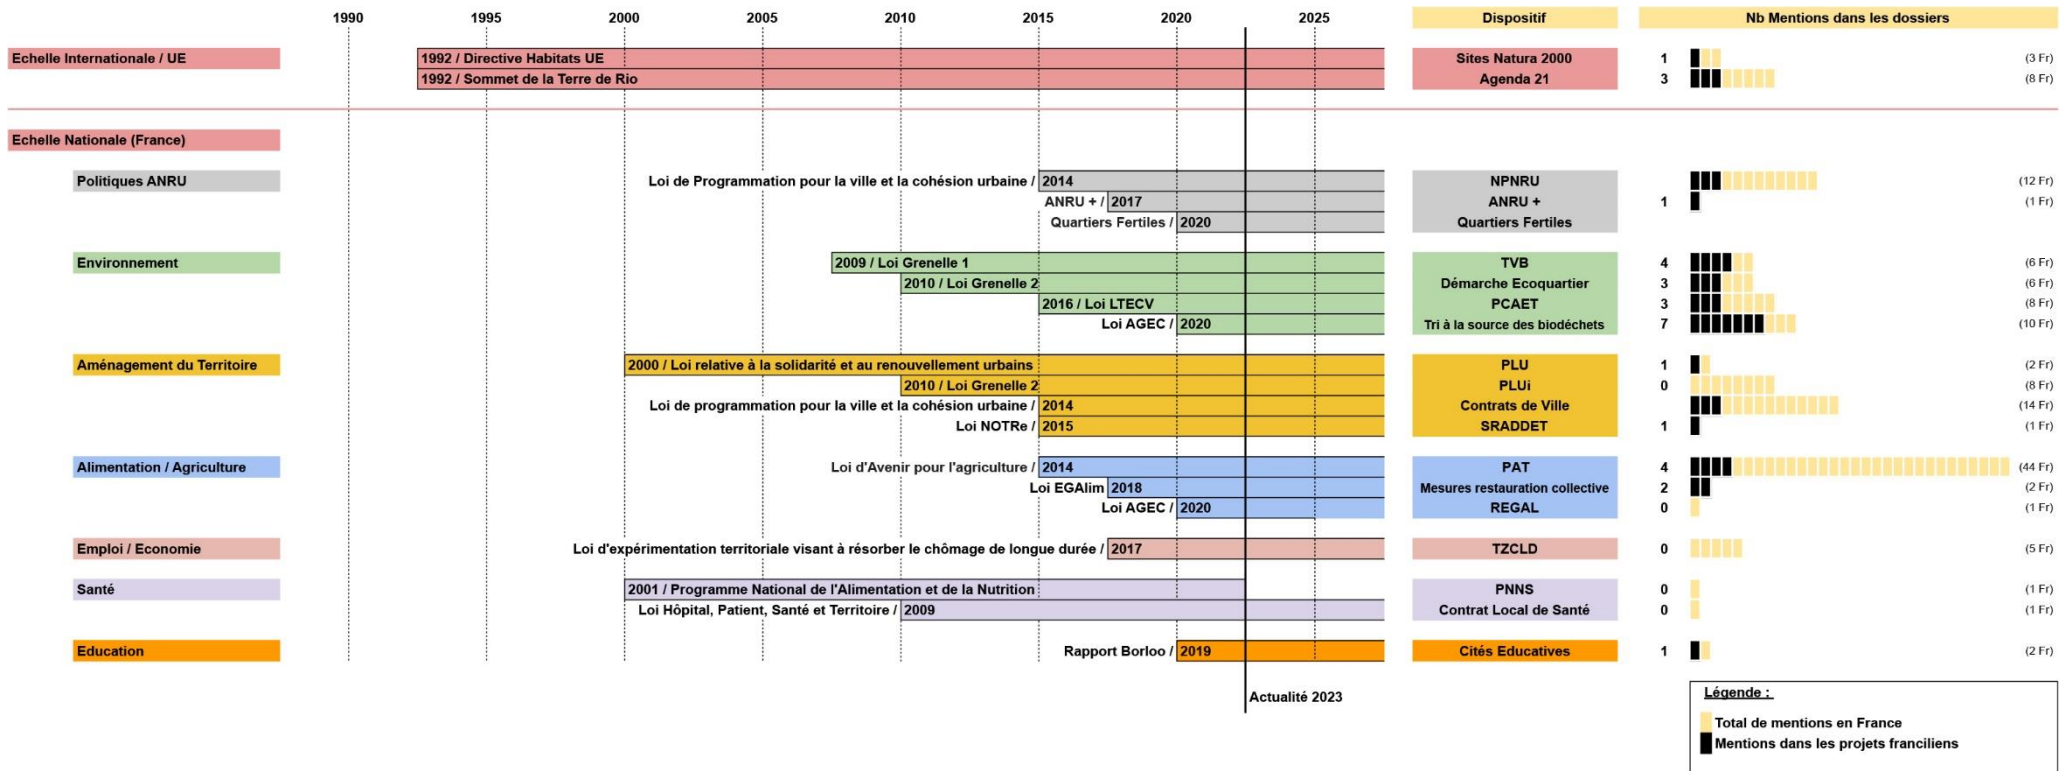 1990 1995 2000 2005 2010 2015 2020 2025 Dispositif Nb Mentions dans les dossiers
Echelle Internationale / UE 1992 / Directive Habitats UE Sites Natura 2000 1 (3 Fr)
1992 / Sommet de la Terre de Rio Agenda 21 3 (8 Fr)
Echelle Nationale (France)
Politiques ANRU Loi de Programmation pour la ville et la cohésion urbaine / 2014 NPNRU (12 Fr)
ANRU + / 2017 ANRU + 1 (1 Fr)
Quartiers Fertiles / 2020 Quartiers Fertiles
Environnement 2009 / Loi Grenelle 1 TVB 4 (6 Fr)
2010 / Loi Grenelle 2 Démarche Ecoquartier 3 (6 Fr)
2016 / Loi LTECV PCAET 3 (8 Fr)
Loi AGEC / 2020 Tri à la source des biodéchets 7 (10 Fr)
Aménagement du Territoire 2000 / Loi relative à la solidarité et au renouvellement urbains PLU 1 (2 Fr)
2010 / Loi Grenelle 2 PLUi 0 (8 Fr)
Loi de programmation pour la ville et la cohésion urbaine / 2014 Contrats de Ville (14 Fr)
Loi NOTRe / 2015 SRADDET 1 (1 Fr)
Alimentation / Agriculture Loi d'Avenir pour l'agriculture / 2014 PAT 4 (44 Fr)
Loi EGAlim 2018 Mesures restauration collective 2 (2 Fr)
Loi AGEC / 2020 REGAL 0 (1 Fr)
Emploi / Economie Loi d'expérimentation territoriale visant à résorber le chômage de longue durée / 2017 TZCLD 0 (5 Fr)
Santé 2001 / Programme National de l'Alimentation et de la Nutrition PNNS 0 (1 Fr)
Loi Hôpital, Patient, Santé et Territoire / 2009 Contrat Local de Santé 0 (1 Fr)
Education Rapport Borloo / 2019 Cités Educatives 1 (2 Fr)
Actualité 2023
Légende :
Total de mentions en France
Mentions dans les projets franciliens